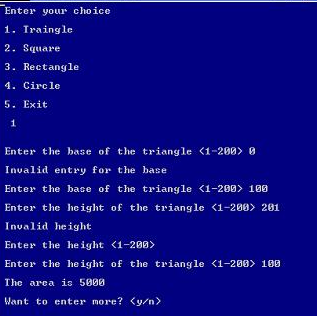 Enter your choice
1. Traingle
2. Square
3. Rectangle
4. Circle
5. Exit
1
Enter the base of the triangle <1-200> 0
Invalid entry for the base
Enter the base of the triangle <1-200> 100
Enter the height of the triangle <1-200> 201
Invalid height
Enter the height <1-200>
Enter the height of the triangle <1-200> 100
The area is 5000
Want to enter more? <y/n>